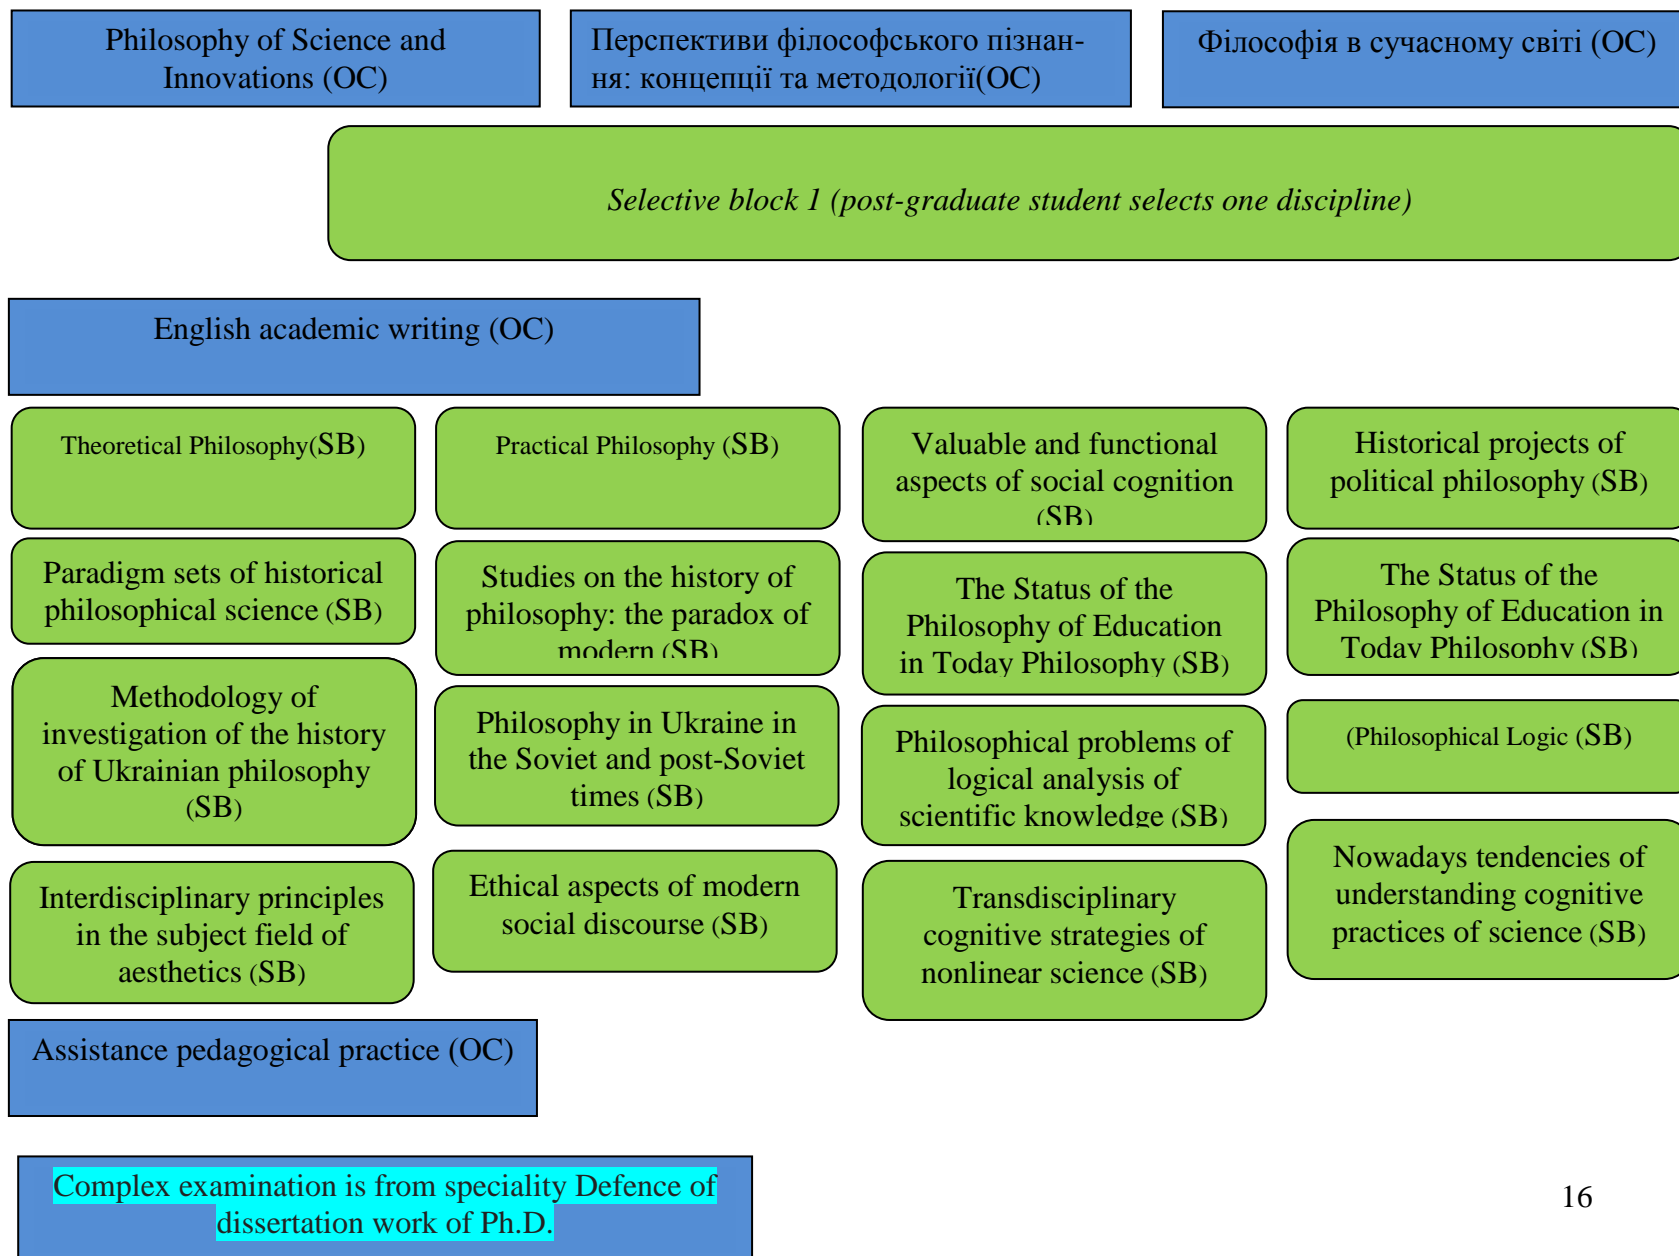 Philosophy of Science and
Innovations (OC)
Перспективи філософського пізнан-
ня: концепції та методології(ОС)
Філософія в сучасному світі (ОС)
Selective block 1 (post-graduate student selects one discipline)
English academic writing (OC)
Theoretical Philosophy(SB)
Practical Philosophy (SB)
Valuable and functional
aspects of social cognition
(SB)
Historical projects of
political philosophy (SB)
Paradigm sets of historical
philosophical science (SB)
Studies on the history of
philosophy: the paradox of
modern (SB)
The Status of the
Philosophy of Education
in Today Philosophy (SB)
The Status of the
Philosophy of Education in
Today Philosophy (SB)
Methodology of
investigation of the history
of Ukrainian philosophy
(SB)
Philosophy in Ukraine in
the Soviet and post-Soviet
times (SB)
Philosophical problems of
logical analysis of
scientific knowledge (SB)
(Philosophical Logic (SB)
Interdisciplinary principles
in the subject field of
aesthetics (SB)
Ethical aspects of modern
social discourse (SB)
Transdisciplinary
cognitive strategies of
nonlinear science (SB)
Nowadays tendencies of
understanding cognitive
practices of science (SB)
Assistance pedagogical practice (OC)
Complex examination is from speciality Defence of
dissertation work of Ph.D.
16